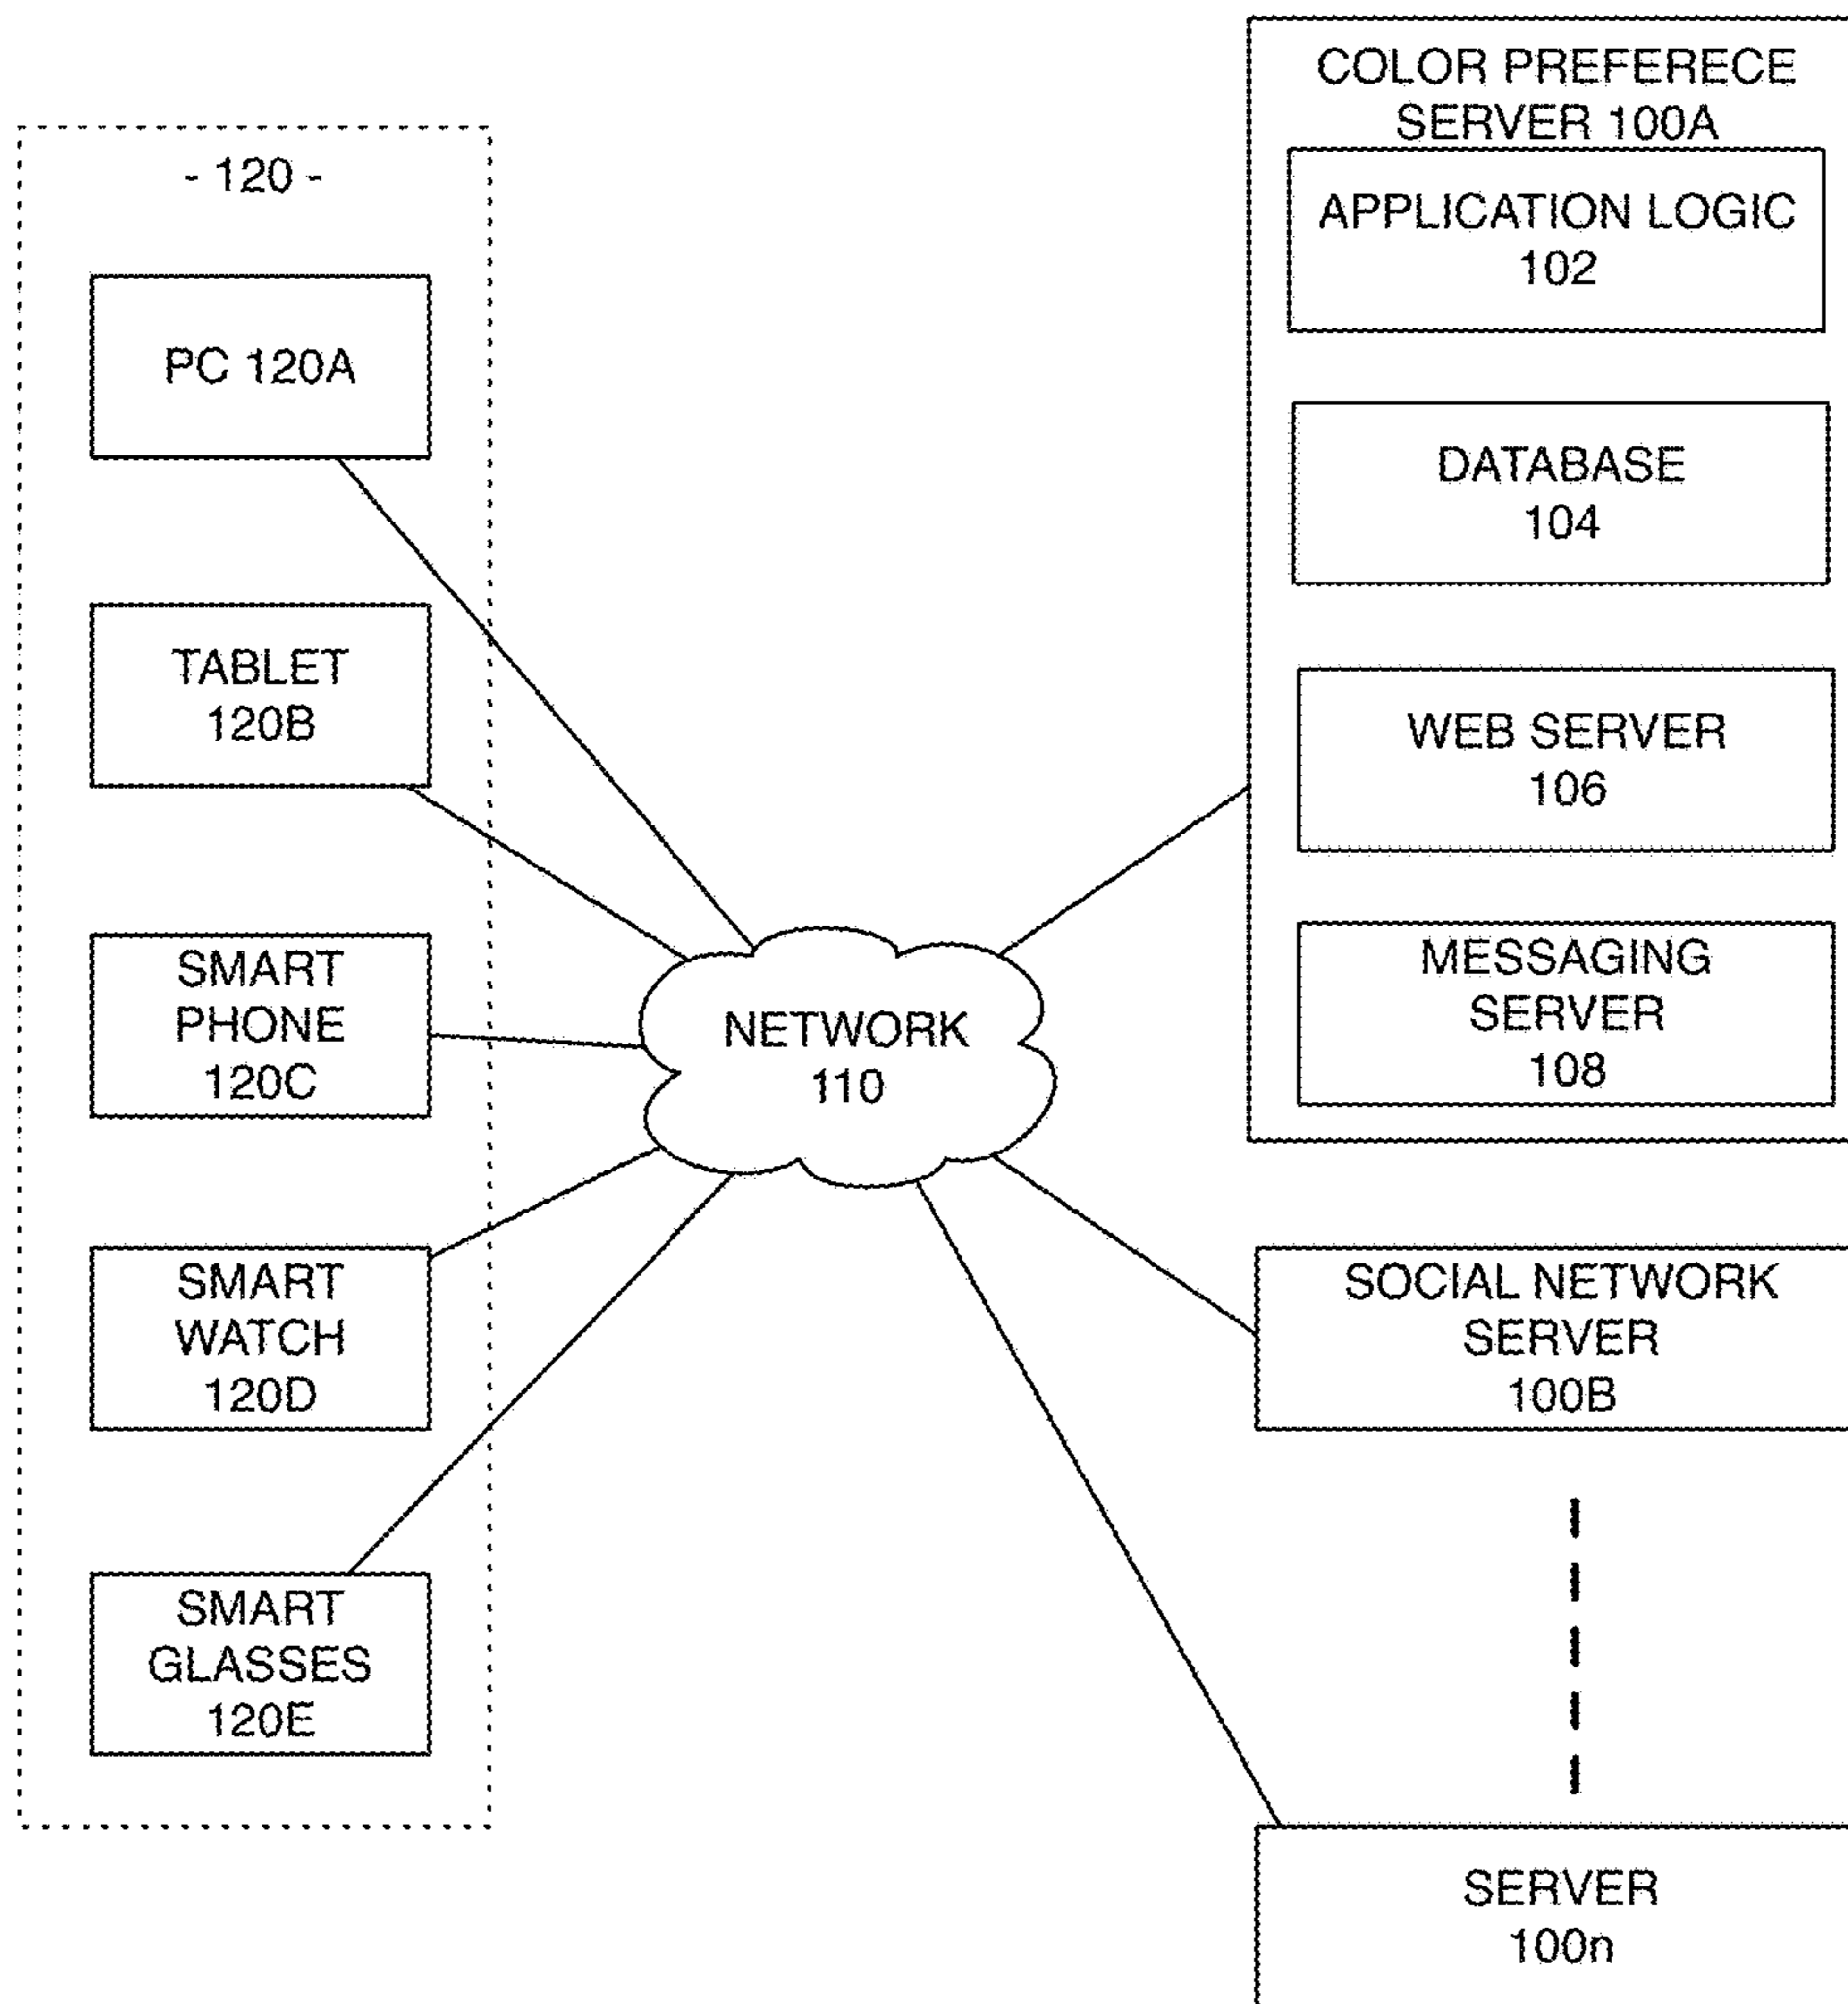 - 120 -
PC 120A
TABLET
120B
SMART
PHONE
120C
SMART
WATCH
120D
SMART
GLASSES
120E
NETWORK
110
COLOR PREFERECE
SERVER 100A
APPLICATION LOGIC
102
DATABASE
104
WEB SERVER
106
MESSAGING
SERVER
108
SOCIAL NETWORK
SERVER
100B
SERVER
100n